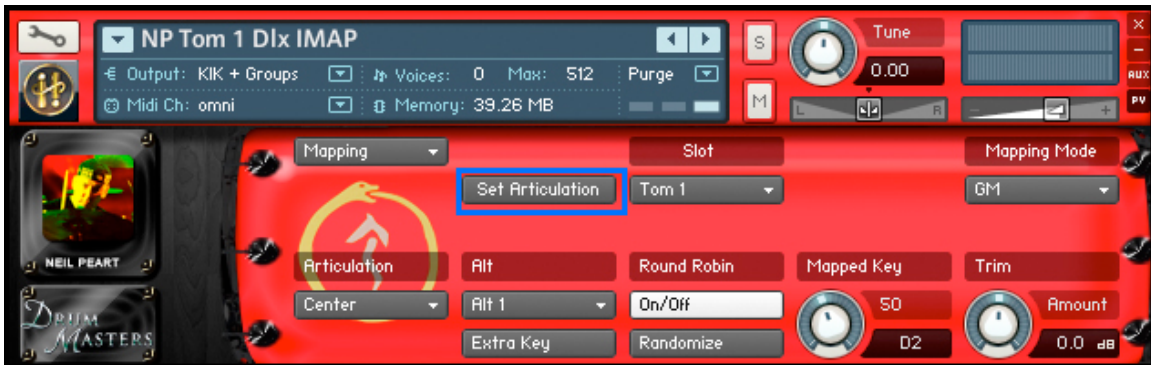 NP Tom 1 Dlx IMAP
S
Tune
×
–
Output: KIK + Groups
Voices: 0 Max: 512
Purge
0.00
AUX
Midi Ch: omni
Memory: 39.26 MB
M
L R
– +
PV
Mapping
Slot
Mapping Mode
Set Articulation
Tom 1
GM
NEIL PEART
Articulation
Alt
Round Robin
Mapped Key
Trim
Center
Alt 1
On/Off
50
Amount
DRUM MASTERS
Extra Key
Randomize
D2
0.0 dB